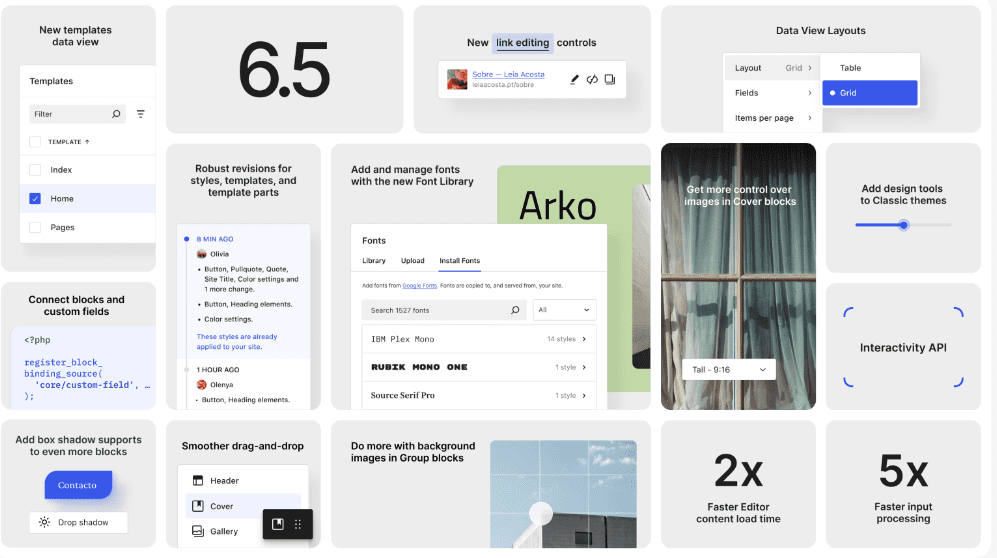 New templates
data view
Templates
Filter
TEMPLATE ↑
Index
Home
Pages
6.5
New link editing controls
Sobre — Leia Acosta
leiaacosta.pt/sobre
Data View Layouts
Layout Grid >
Fields >
Items per page >
Table
Grid
Robust revisions for
styles, templates, and
template parts
8 MIN AGO
Olivia
• Button, Pullquote, Quote,
Site Title, Color settings and
1 more change.
• Button, Heading elements.
• Color settings.
These styles are already
applied to your site.
1 HOUR AGO
Olenya
• Button, Heading elements.
Add and manage fonts
with the new Font Library
Arko
Fonts
Library Upload Install Fonts
Add fonts from Google Fonts. Fonts are copied to, and served from, your site.
Search 1527 fonts
All
IBM Plex Mono 14 styles >
RUBIK MONO ONE 1 style >
Source Serif Pro 1 style >
Get more control over
images in Cover blocks
Tall - 9:16
Add design tools
to Classic themes
Connect blocks and
custom fields
<?php
register_block_
binding_source(
'core/custom-field', …
);
Interactivity API
Add box shadow supports
to even more blocks
Contacto
Drop shadow
Smoother drag-and-drop
Header
Cover
Gallery
Do more with background
images in Group blocks
2x
Faster Editor
content load time
5x
Faster input
processing